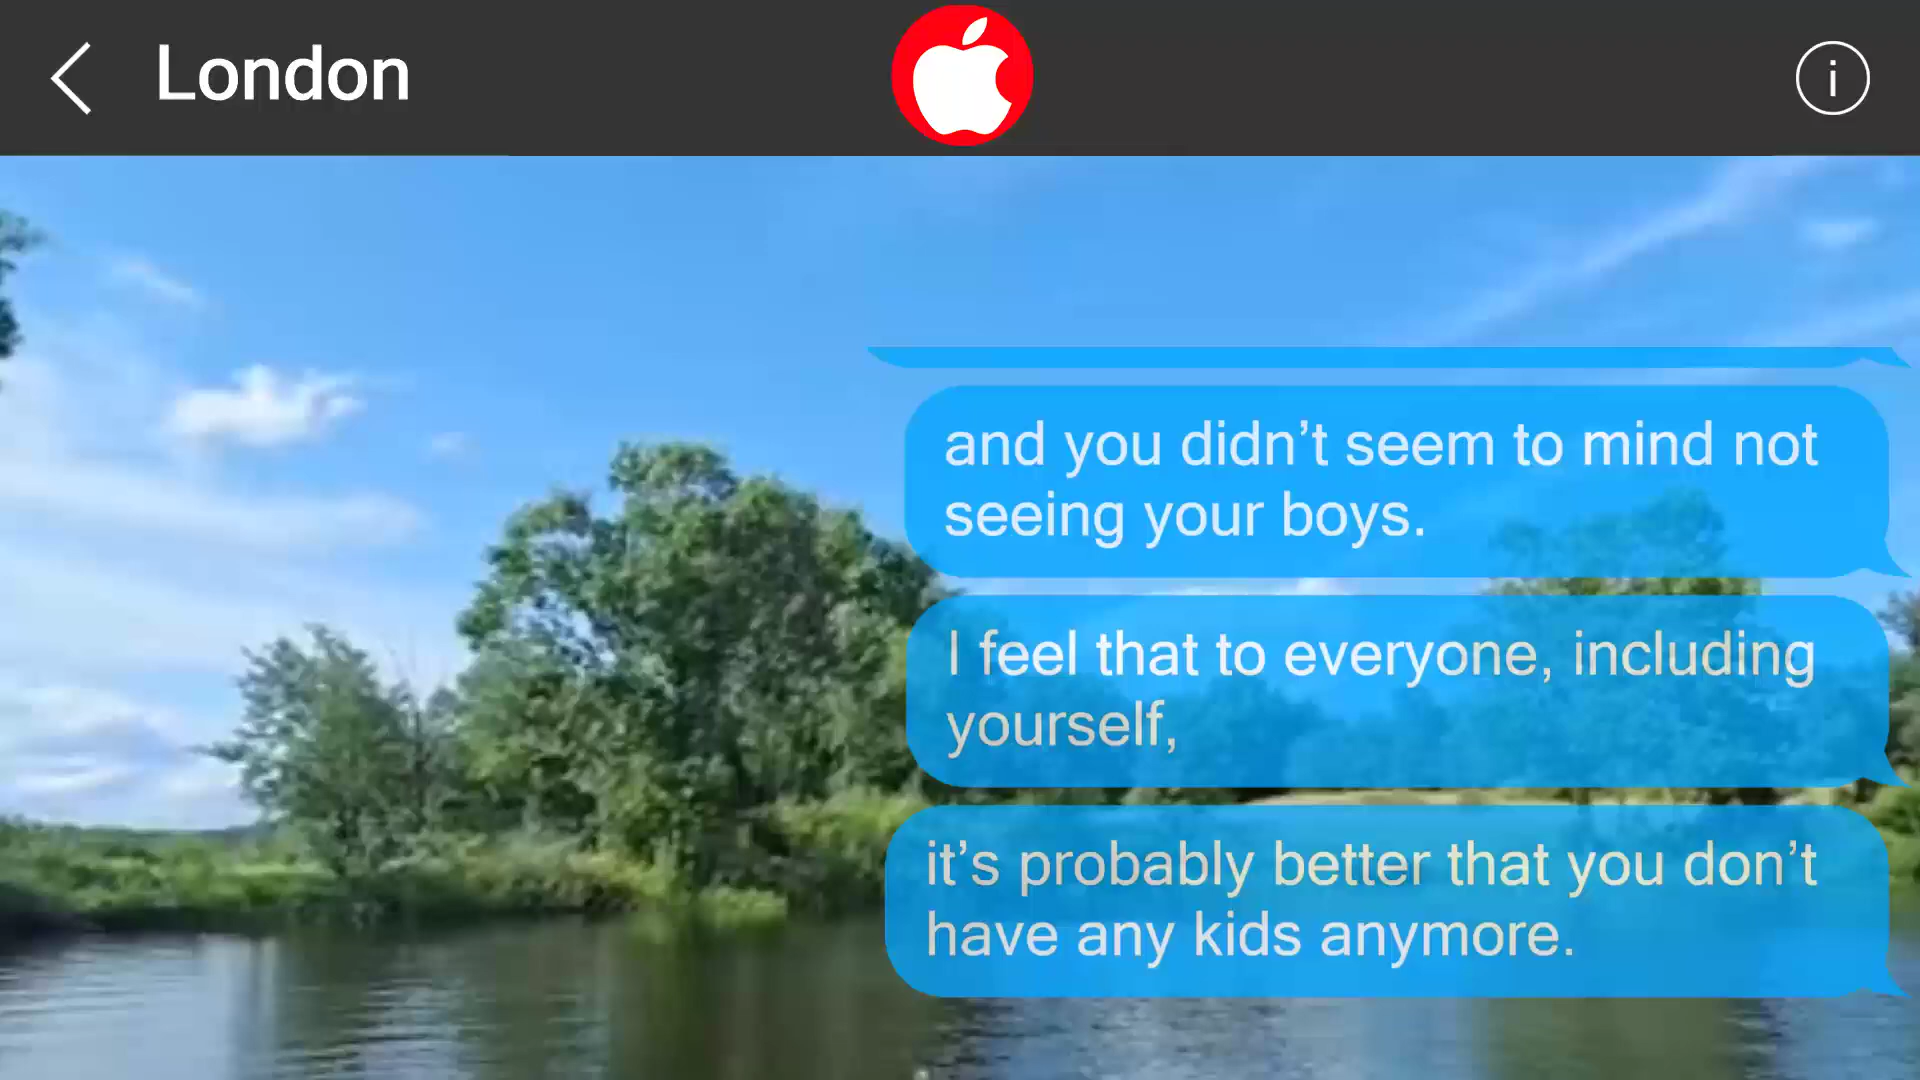 London
i
and you didn’t seem to mind not
seeing your boys.
I feel that to everyone, including
yourself,
it’s probably better that you don’t
have any kids anymore.